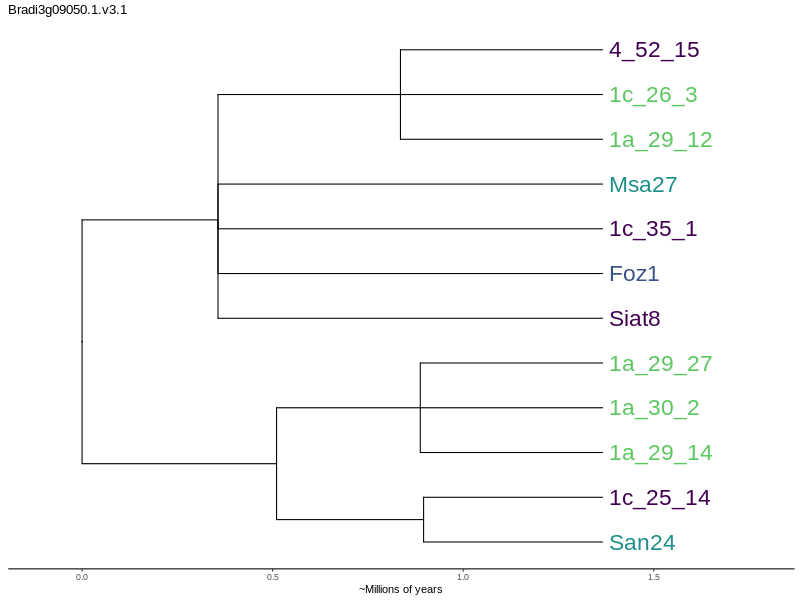 Bradi3g09050.1.v3.1
4_52_15
1c_26_3
1a_29_12
Msa27
1c_35_1
Foz1
Siat8
1a_29_27
1a_30_2
1a_29_14
1c_25_14
San24
0.0 0.5 1.0 1.5
~Millions of years